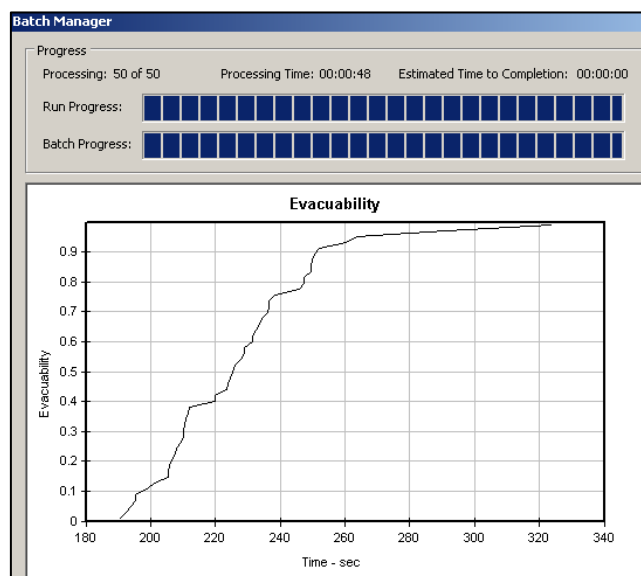 Batch Manager
Progress
Processing: 50 of 50 Processing Time: 00:00:48 Estimated Time to Completion: 00:00:00
Run Progress:
Batch Progress:
Evacuability
0.9
0.8
0.7
0.6
0.5
0.4
0.3
0.2
0.1
0
Evacuability
180 200 220 240 260 280 300 320 340
Time - sec